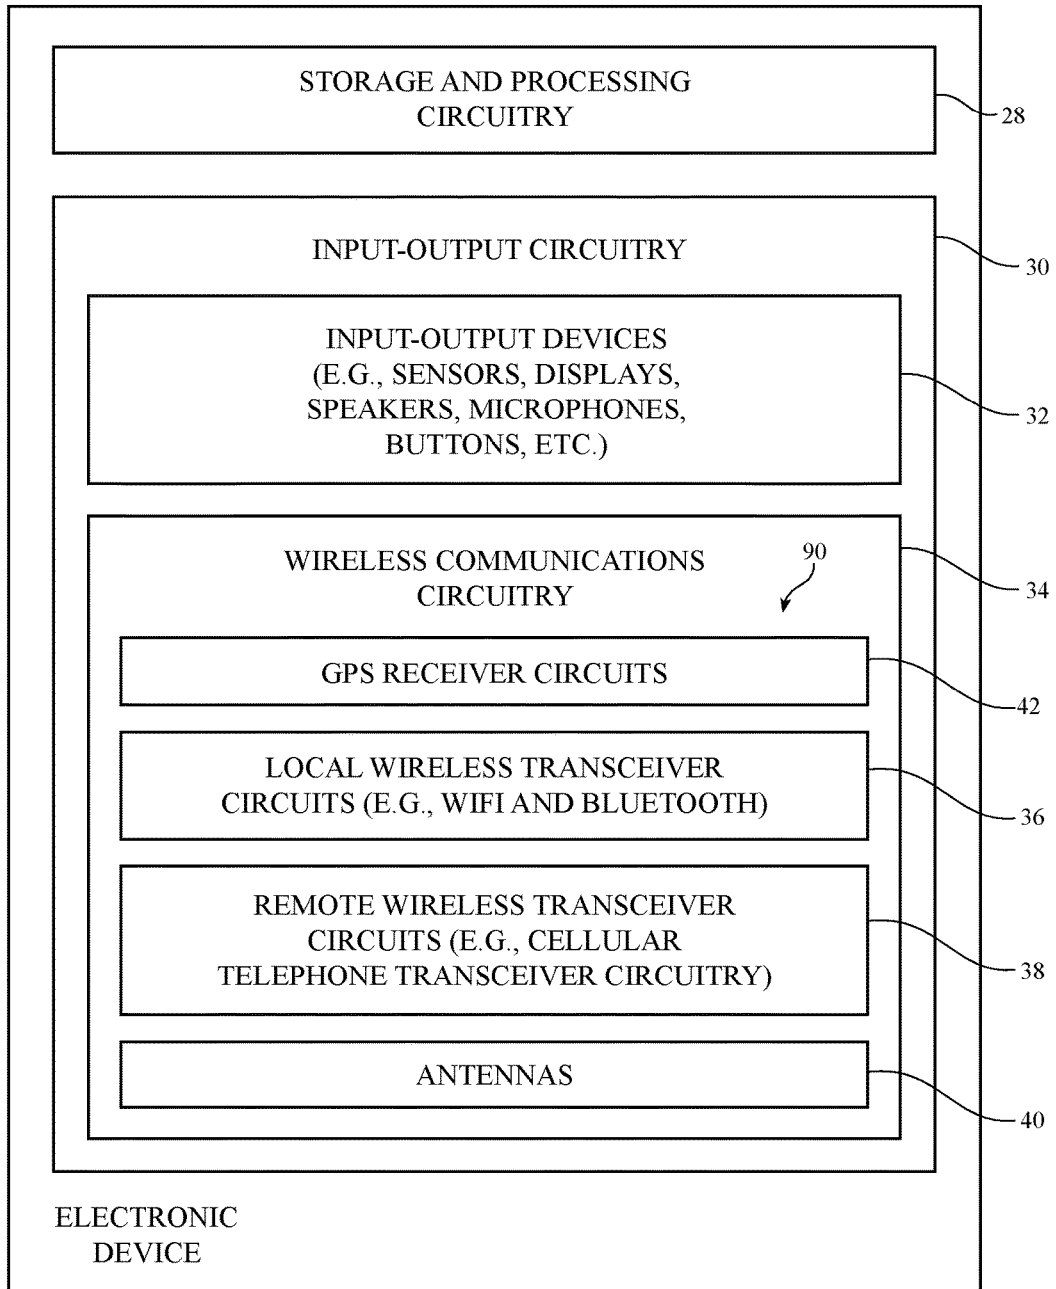 STORAGE AND PROCESSING
CIRCUITRY
28
INPUT-OUTPUT CIRCUITRY
30
INPUT-OUTPUT DEVICES
(E.G., SENSORS, DISPLAYS,
SPEAKERS, MICROPHONES,
BUTTONS, ETC.)
32
WIRELESS COMMUNICATIONS
CIRCUITRY
90
34
GPS RECEIVER CIRCUITS
42
LOCAL WIRELESS TRANSCEIVER
CIRCUITS (E.G., WIFI AND BLUETOOTH)
36
REMOTE WIRELESS TRANSCEIVER
CIRCUITS (E.G., CELLULAR
TELEPHONE TRANSCEIVER CIRCUITRY)
38
ANTENNAS
40
ELECTRONIC
DEVICE